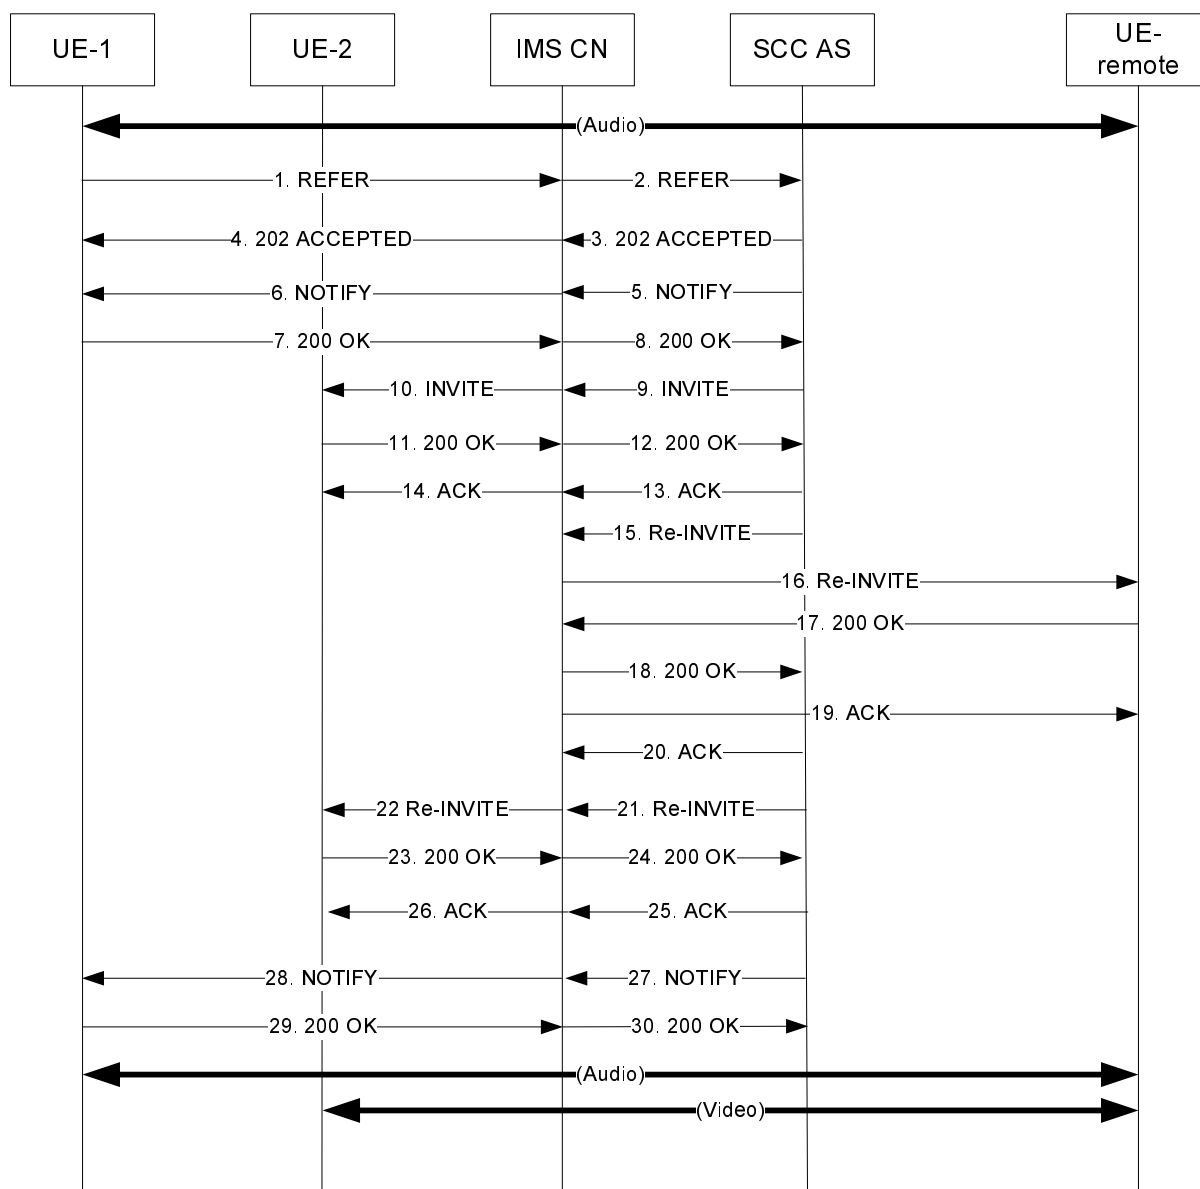 UE-1
UE-2
IMS CN
SCC AS
UE-
remote
(Audio)
1. REFER
2. REFER
4. 202 ACCEPTED
3. 202 ACCEPTED
6. NOTIFY
5. NOTIFY
7. 200 OK
8. 200 OK
10. INVITE
9. INVITE
11. 200 OK
12. 200 OK
14. ACK
13. ACK
15. Re-INVITE
16. Re-INVITE
17. 200 OK
18. 200 OK
19. ACK
20. ACK
22 Re-INVITE
21. Re-INVITE
23. 200 OK
24. 200 OK
26. ACK
25. ACK
28. NOTIFY
27. NOTIFY
29. 200 OK
30. 200 OK
(Audio)
(Video)